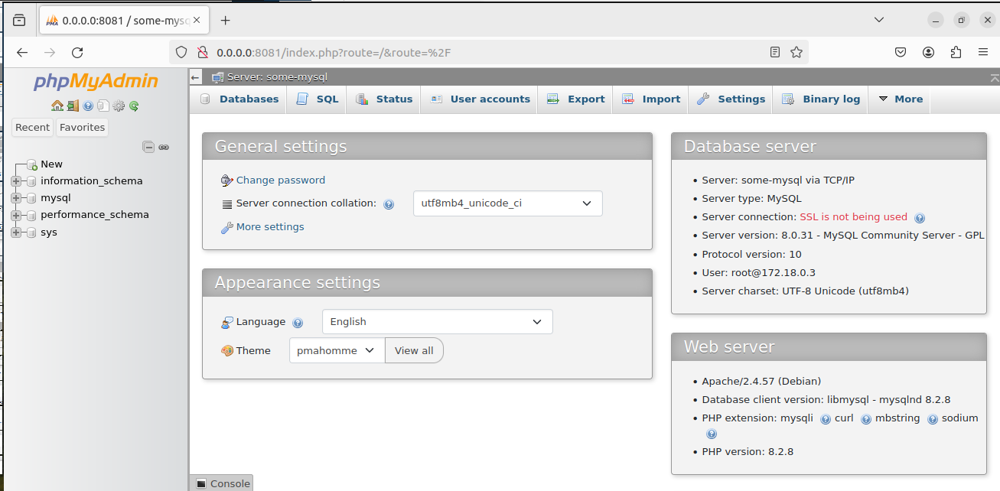 0.0.0.0:8081 / some-mysq
0.0.0.0:8081/index.php?route=/&route=%2F
phpMyAdmin
Recent Favorites
New
information_schema
mysql
performance_schema
sys
Server: some-mysql
Databases SQL Status User accounts Export Import Settings Binary log More
General settings
Change password
Server connection collation: utf8mb4_unicode_ci
More settings
Appearance settings
Language English
Theme pmahomme View all
Database server
Server: some-mysql via TCP/IP
Server type: MySQL
Server connection: SSL is not being used
Server version: 8.0.31 - MySQL Community Server - GPL
Protocol version: 10
User: root@172.18.0.3
Server charset: UTF-8 Unicode (utf8mb4)
Web server
Apache/2.4.57 (Debian)
Database client version: libmysql - mysqlnd 8.2.8
PHP extension: mysqli curl mbstring sodium
PHP version: 8.2.8
Console